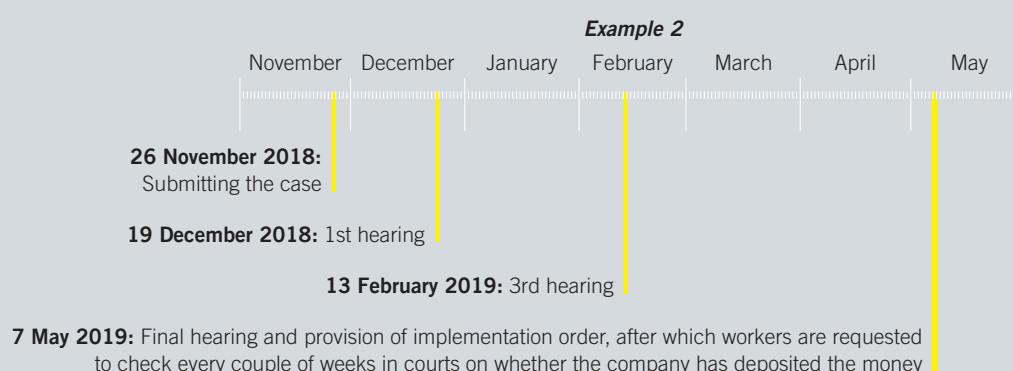 Example 2
November December January February March April May
26 November 2018:
Submitting the case
19 December 2018: 1st hearing
13 February 2019: 3rd hearing
7 May 2019: Final hearing and provision of implementation order, after which workers are requested
to check every couple of weeks in courts on whether the company has deposited the money